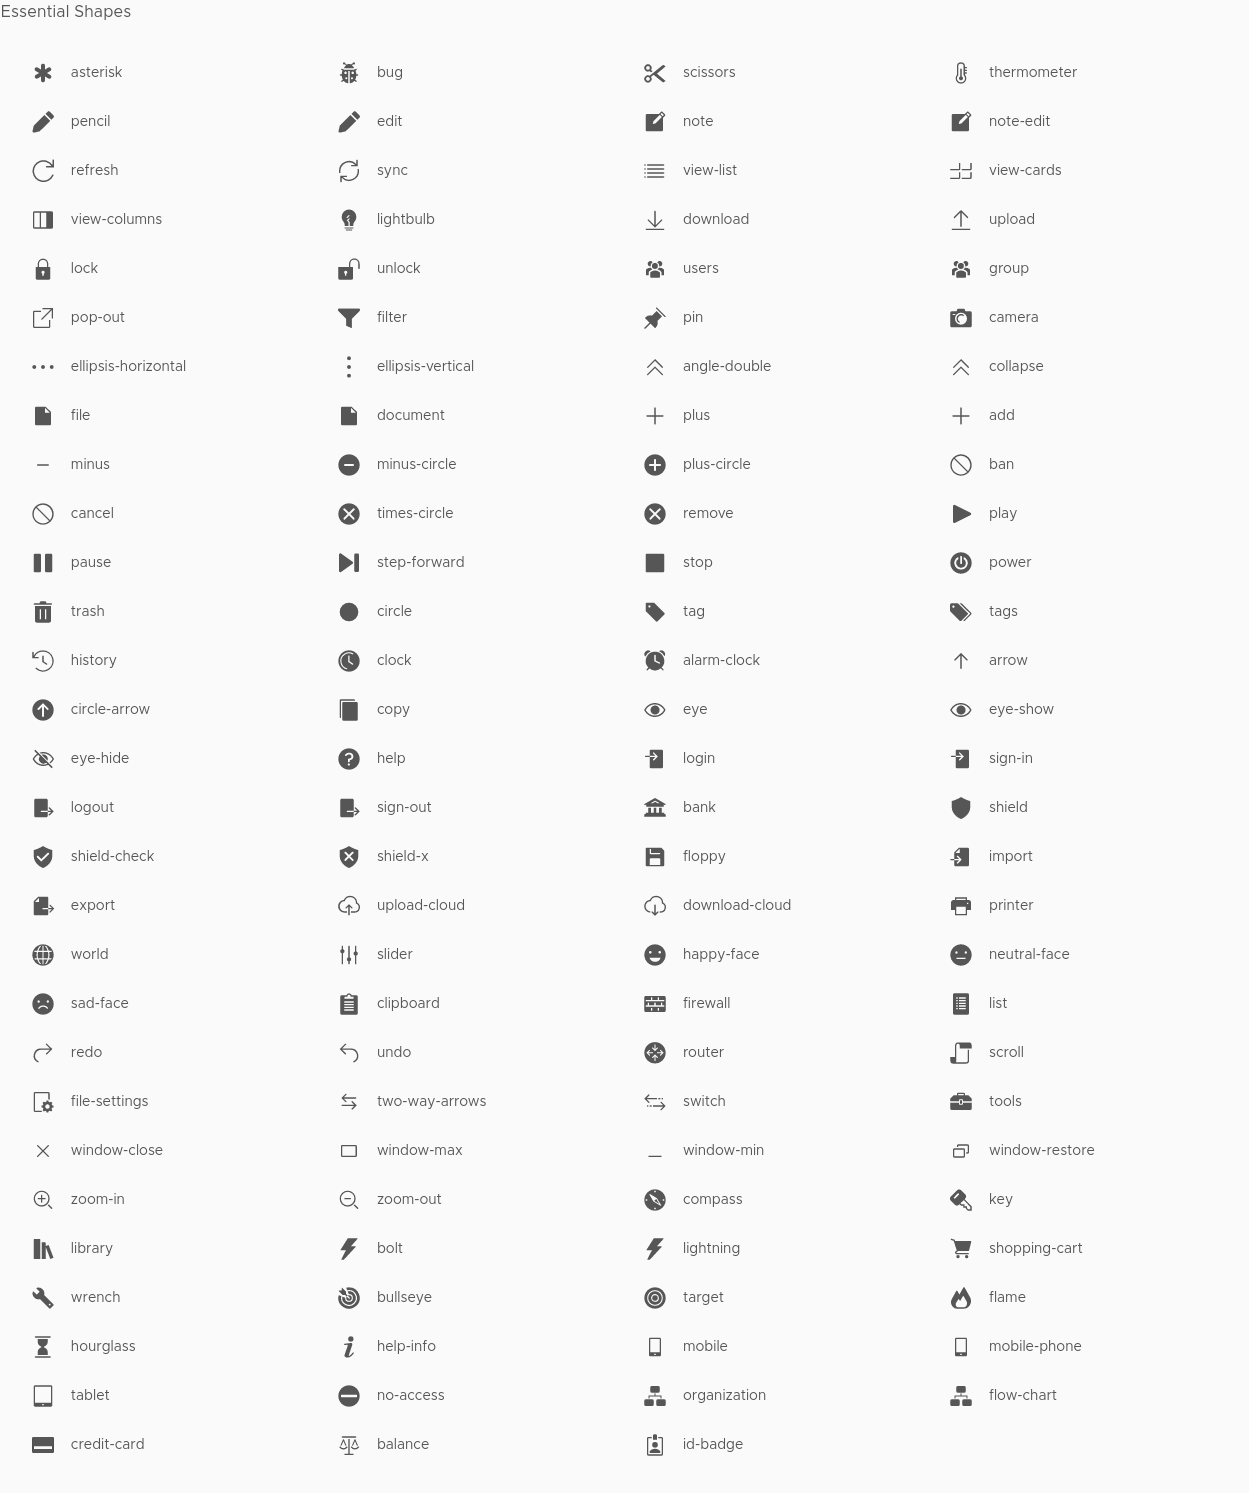 Essential Shapes
asterisk bug scissors thermometer
pencil edit note note-edit
refresh sync view-list view-cards
view-columns lightbulb download upload
lock unlock users group
pop-out filter pin camera
ellipsis-horizontal ellipsis-vertical angle-double collapse
file document plus add
minus minus-circle plus-circle ban
cancel times-circle remove play
pause step-forward stop power
trash circle tag tags
history clock alarm-clock arrow
circle-arrow copy eye eye-show
eye-hide help login sign-in
logout sign-out bank shield
shield-check shield-x floppy import
export upload-cloud download-cloud printer
world slider happy-face neutral-face
sad-face clipboard firewall list
redo undo router scroll
file-settings two-way-arrows switch tools
window-close window-max window-min window-restore
zoom-in zoom-out compass key
library bolt lightning shopping-cart
wrench bullseye target flame
hourglass help-info mobile mobile-phone
tablet no-access organization flow-chart
credit-card balance id-badge